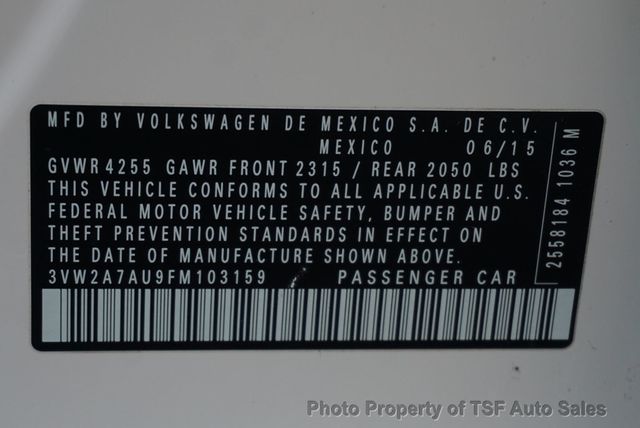 MFD BY VOLKSWAGEN DE MEXICO S.A. DE C.V.
MEXICO 06/15
GVWR 4255 GAWR FRONT 2315 / REAR 2050 LBS
THIS VEHICLE CONFORMS TO ALL APPLICABLE U.S.
FEDERAL MOTOR VEHICLE SAFETY, BUMPER AND
THEFT PREVENTION STANDARDS IN EFFECT ON
THE DATE OF MANUFACTURE SHOWN ABOVE.
3VW2A7AU9FM103159 PASSENGER CAR
2558184 1036 M
Photo Property of TSF Auto Sales